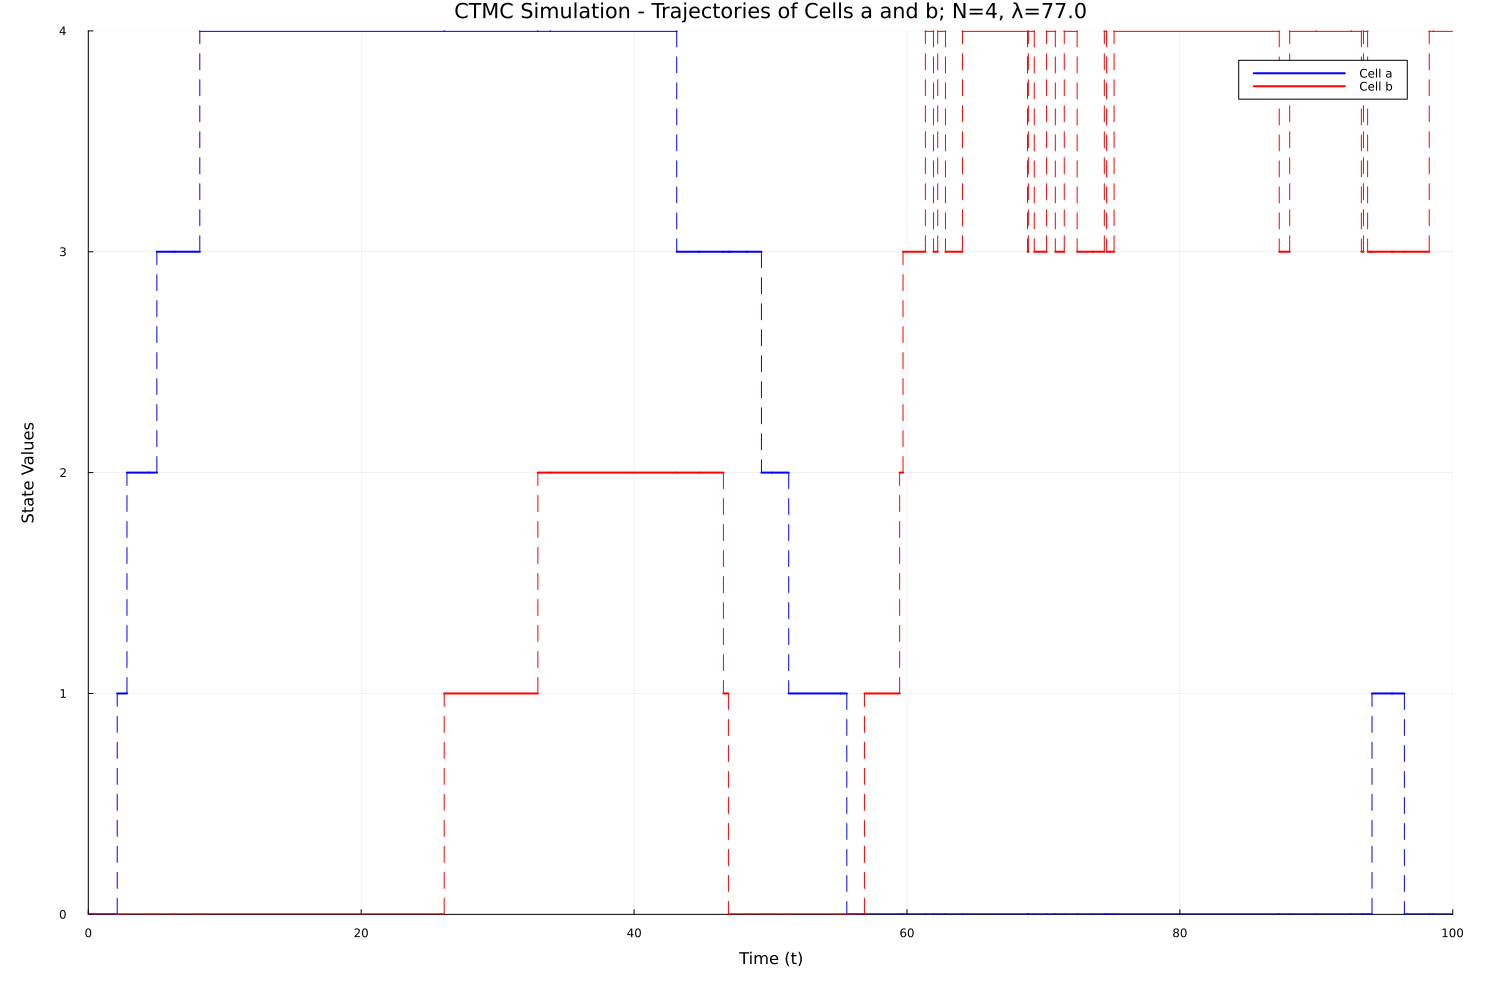 CTMC Simulation - Trajectories of Cells a and b; N=4, λ=77.0
4
Cell a
Cell b
3
State Values
2
1
0
0 20 40 60 80 100
Time (t)